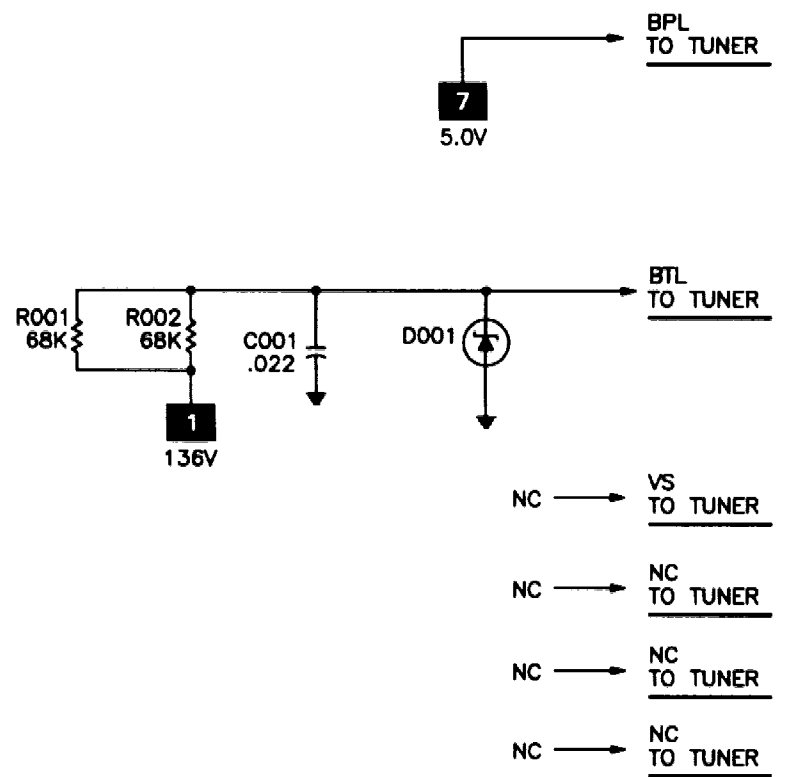 BPL
TO TUNER
7
5.0V
BTL
TO TUNER
R001
68K
R002
68K
C001
.022
D001
1
136V
NC
VS
TO TUNER
NC
NC
TO TUNER
NC
NC
TO TUNER
NC
NC
TO TUNER